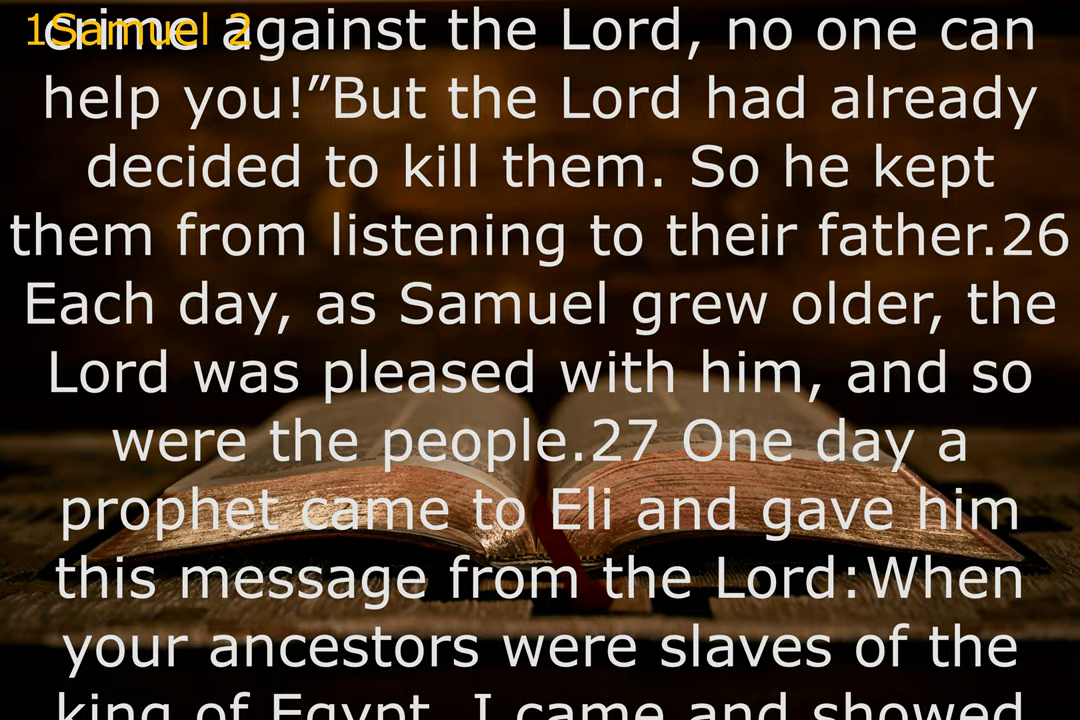 1Samuel 2
crime against the Lord, no one can
help you!”But the Lord had already
decided to kill them. So he kept
them from listening to their father.26
Each day, as Samuel grew older, the
Lord was pleased with him, and so
were the people.27 One day a
prophet came to Eli and gave him
this message from the Lord:When
your ancestors were slaves of the
king of Egypt, I came and showed